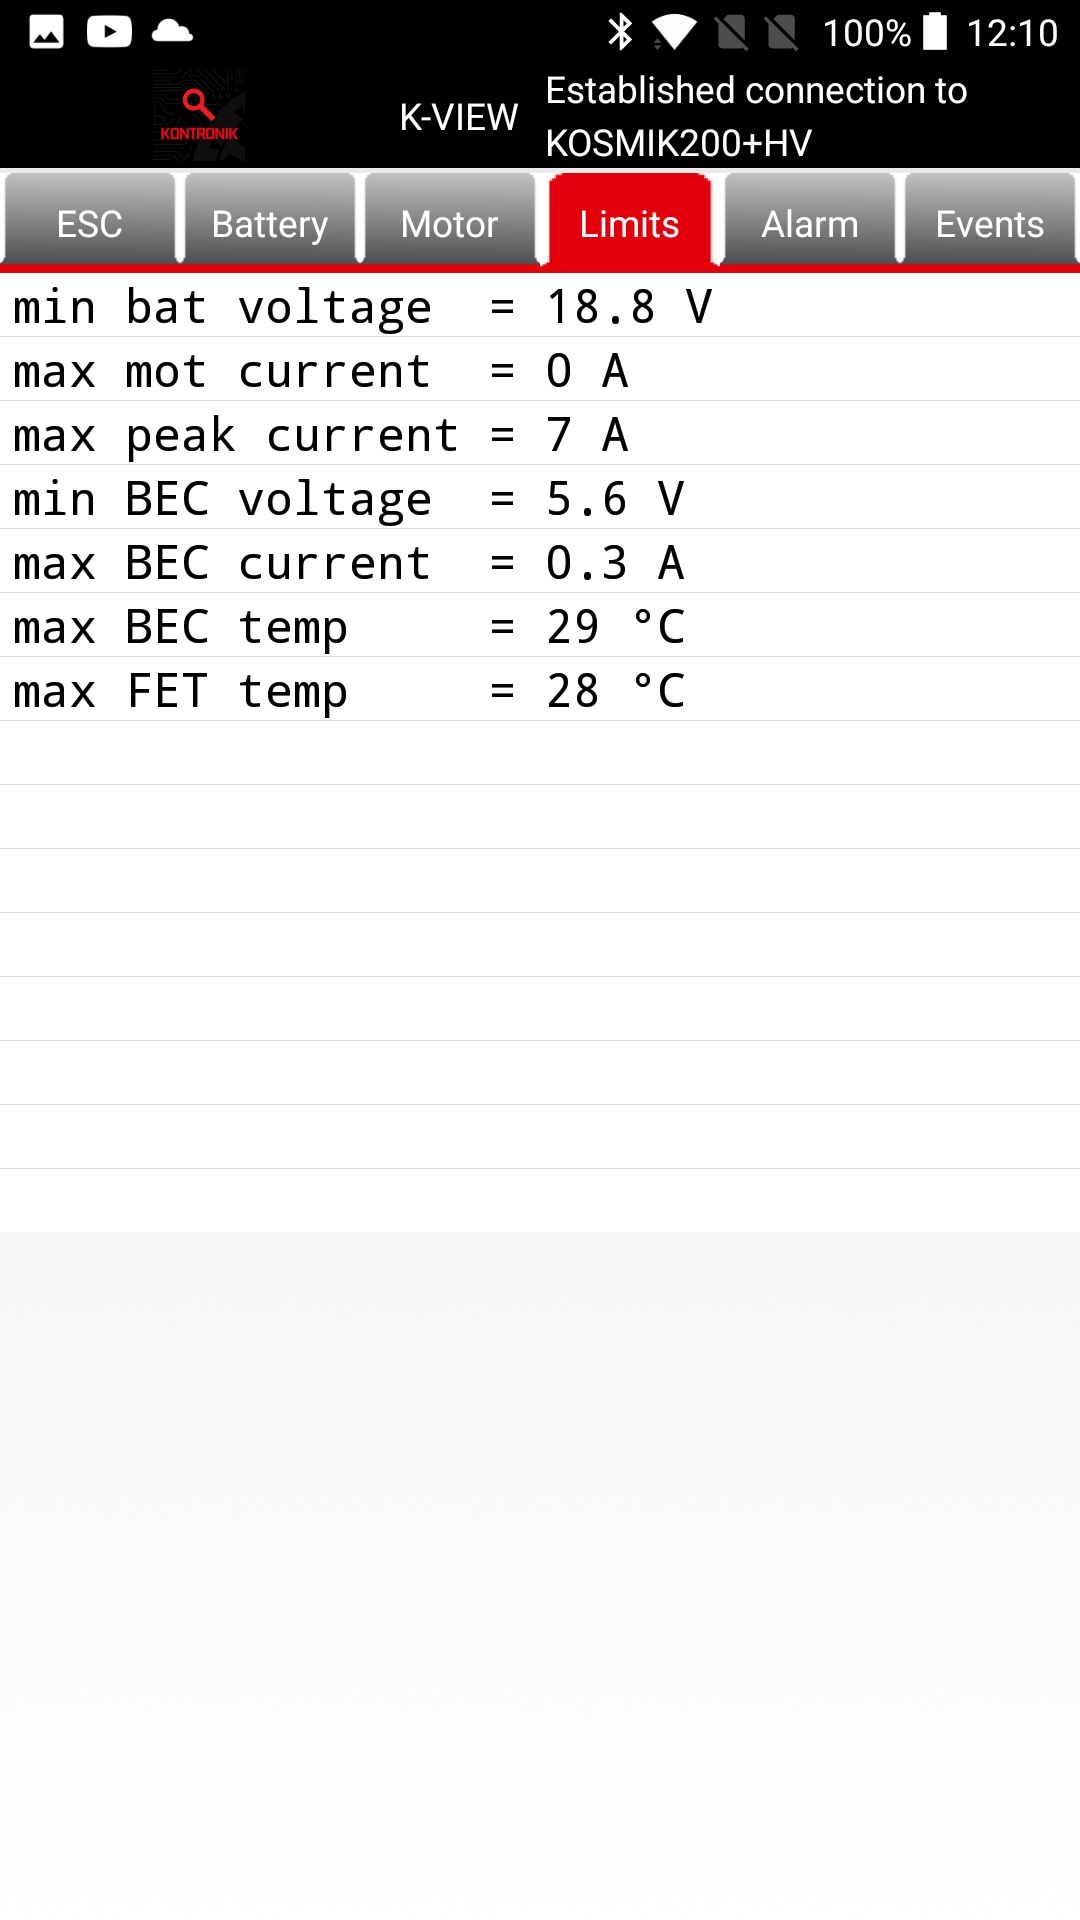 100% 12:10
KONTRONIK
K-VIEW
Established connection to
KOSMIK200+HV
ESC Battery Motor Limits Alarm Events
min bat voltage = 18.8 V
max mot current = 0 A
max peak current = 7 A
min BEC voltage = 5.6 V
max BEC current = 0.3 A
max BEC temp = 29 °C
max FET temp = 28 °C